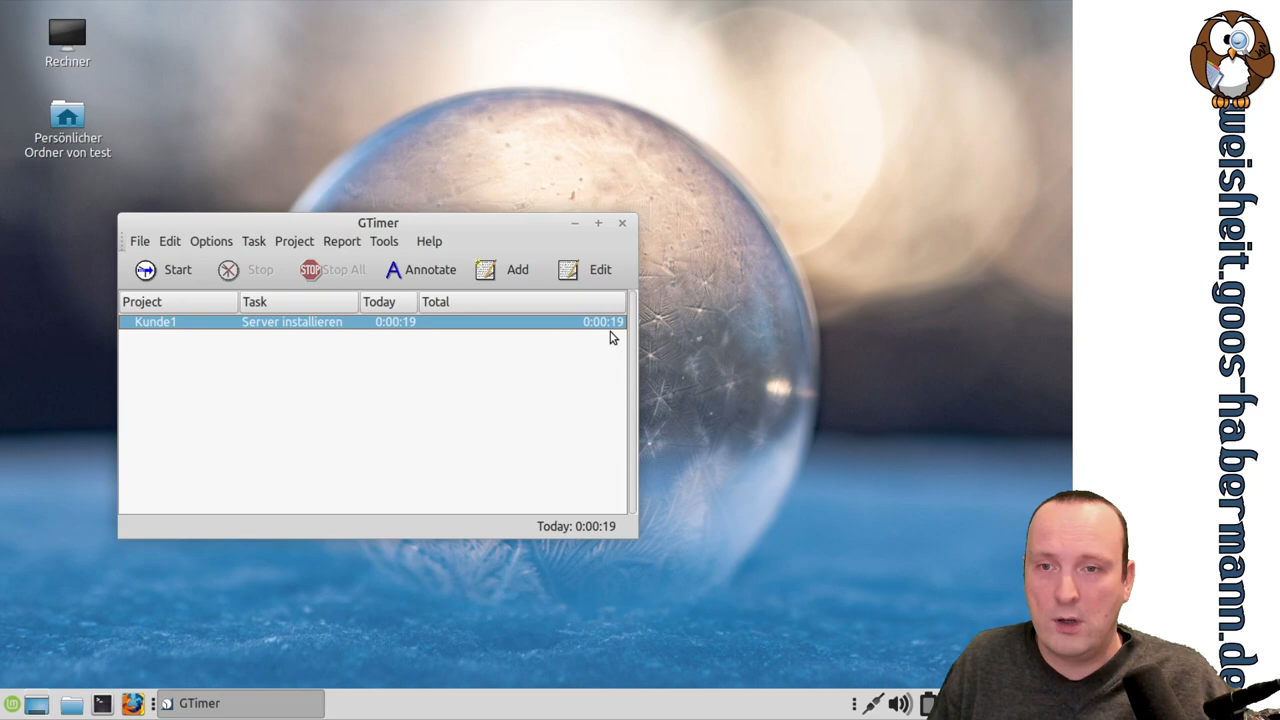 Rechner
Persönlicher
Ordner von test
GTimer
File Edit Options Task Project Report Tools Help
Start Stop STOP Stop All A Annotate Add Edit
Project Task Today Total
Kunde1 Server installieren 0:00:19 0:00:19
Today: 0:00:19
GTimer
weisheit.goos-habermann.de